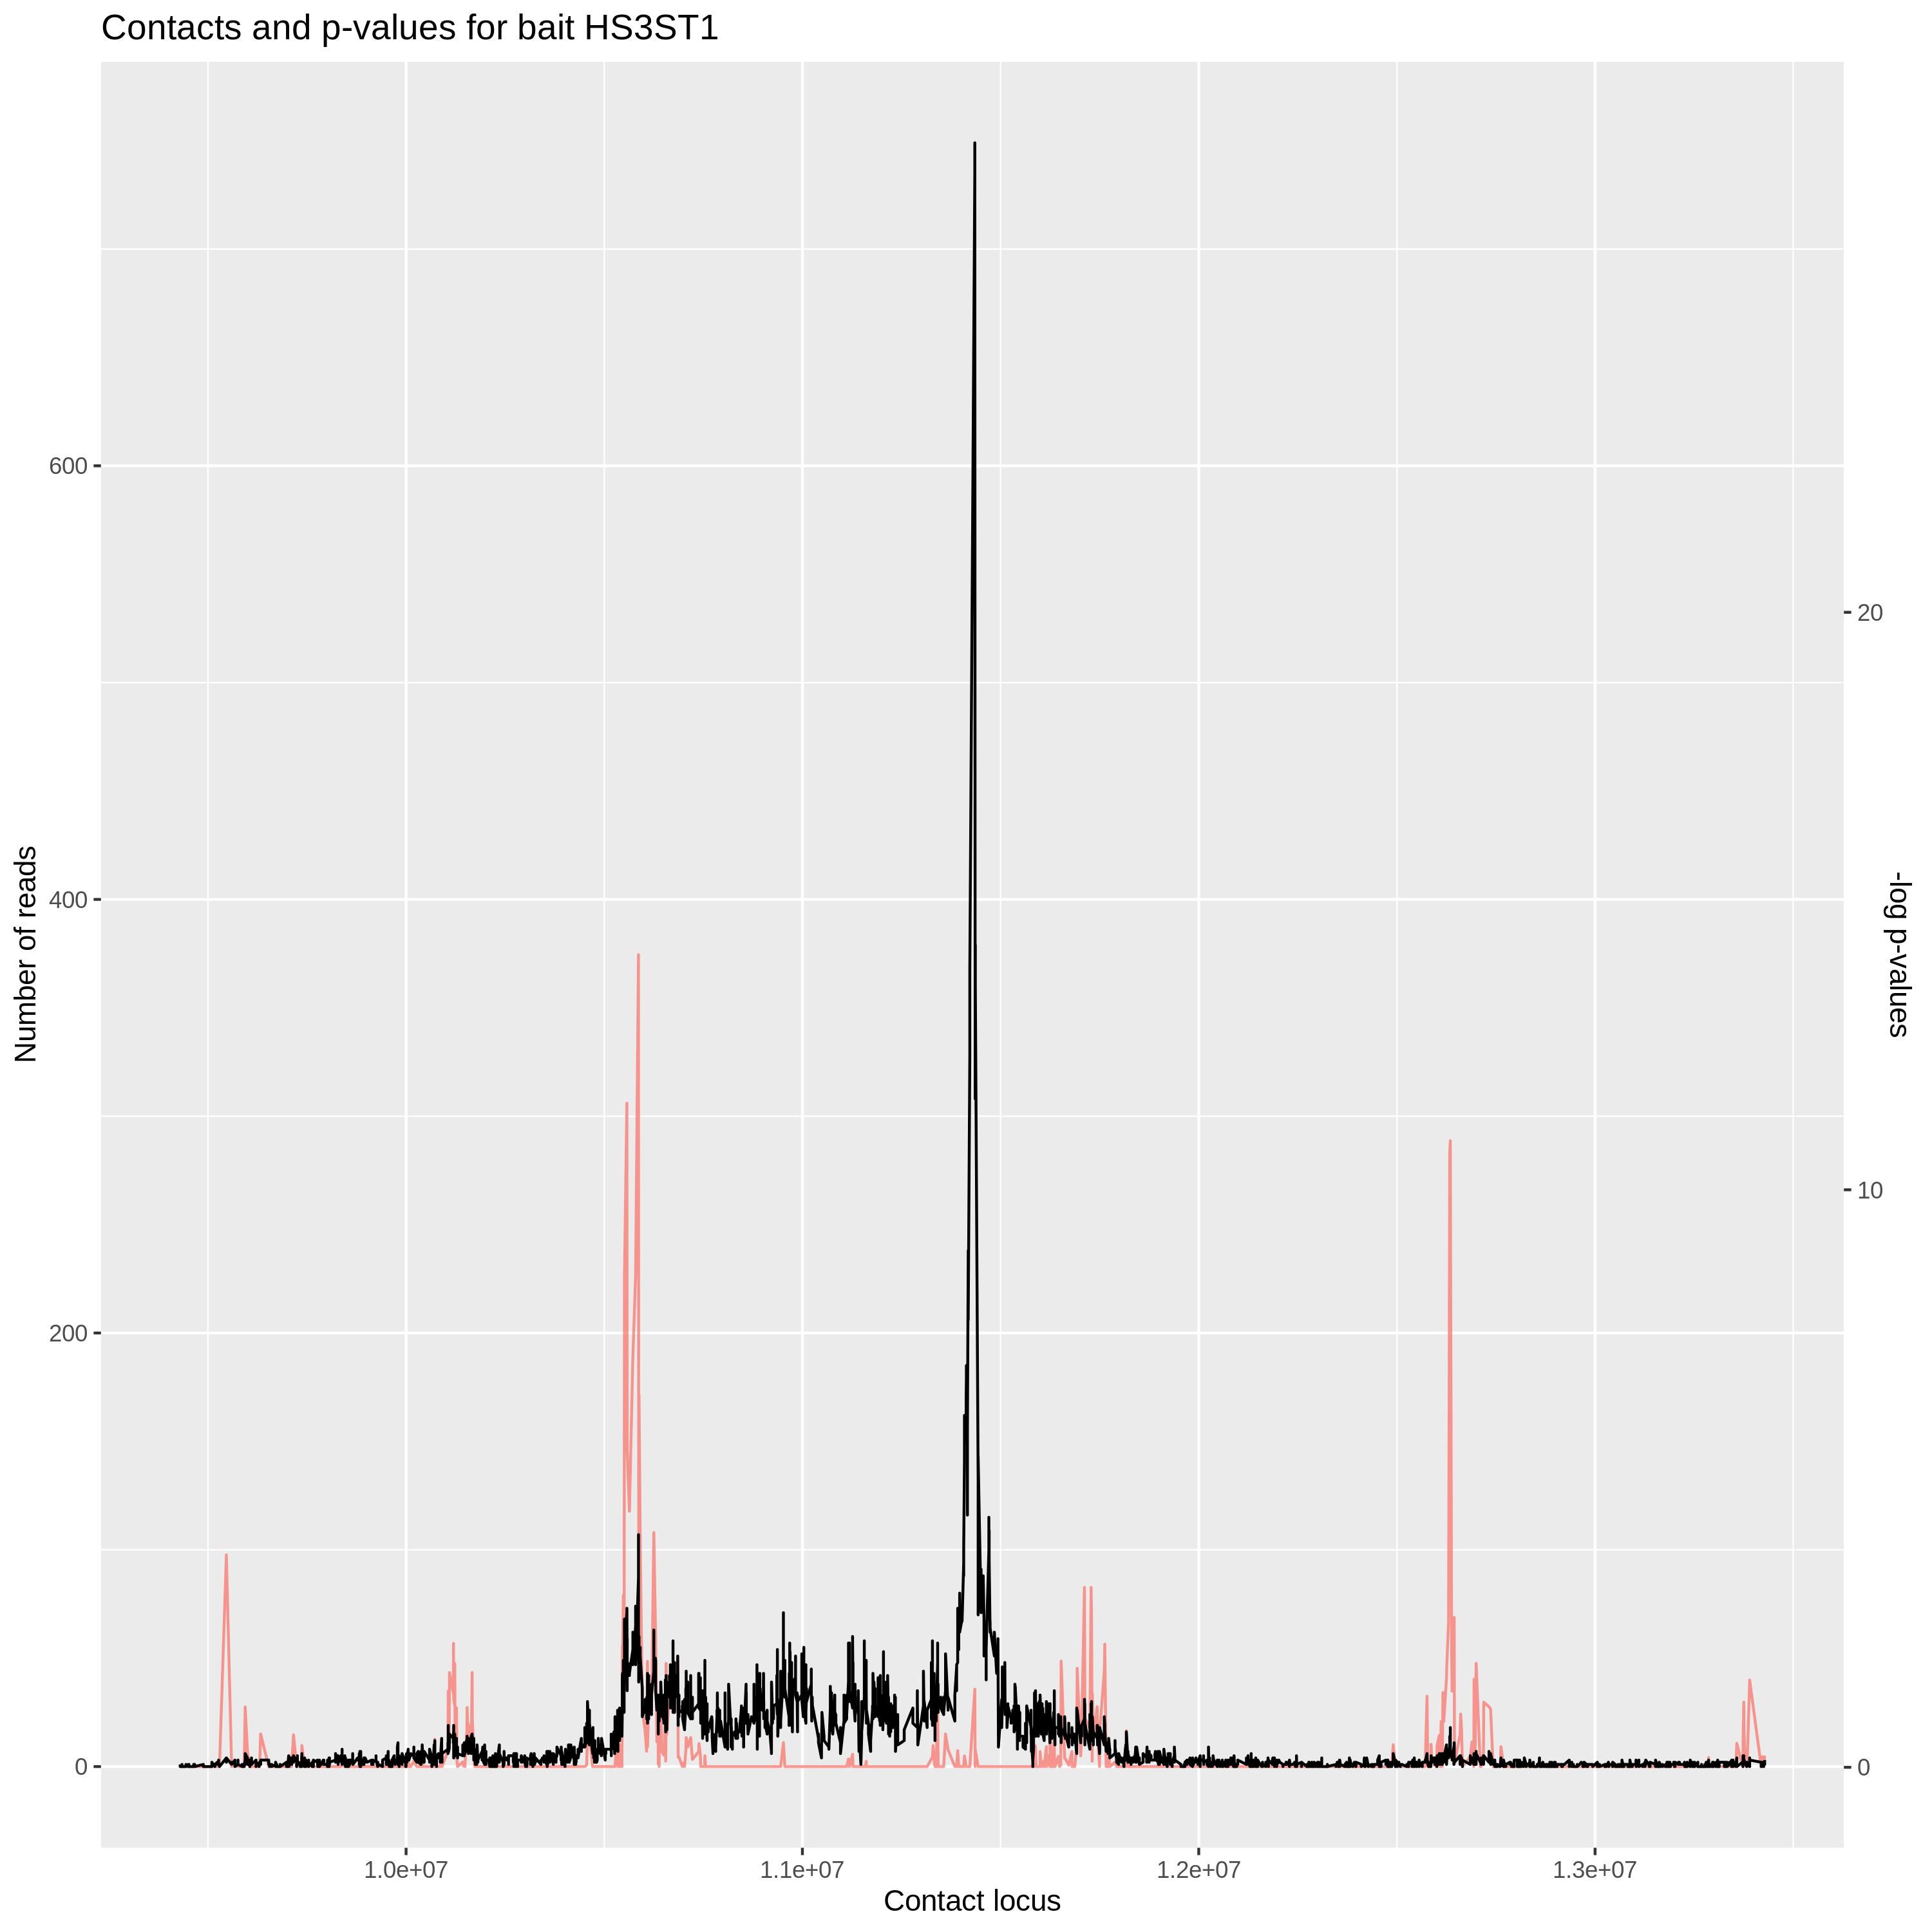 Contacts and p-values for bait HS3ST1
Number of reads
600
400
200
0
20
10
0
-log p-values
1.0e+07
1.1e+07
1.2e+07
1.3e+07
Contact locus